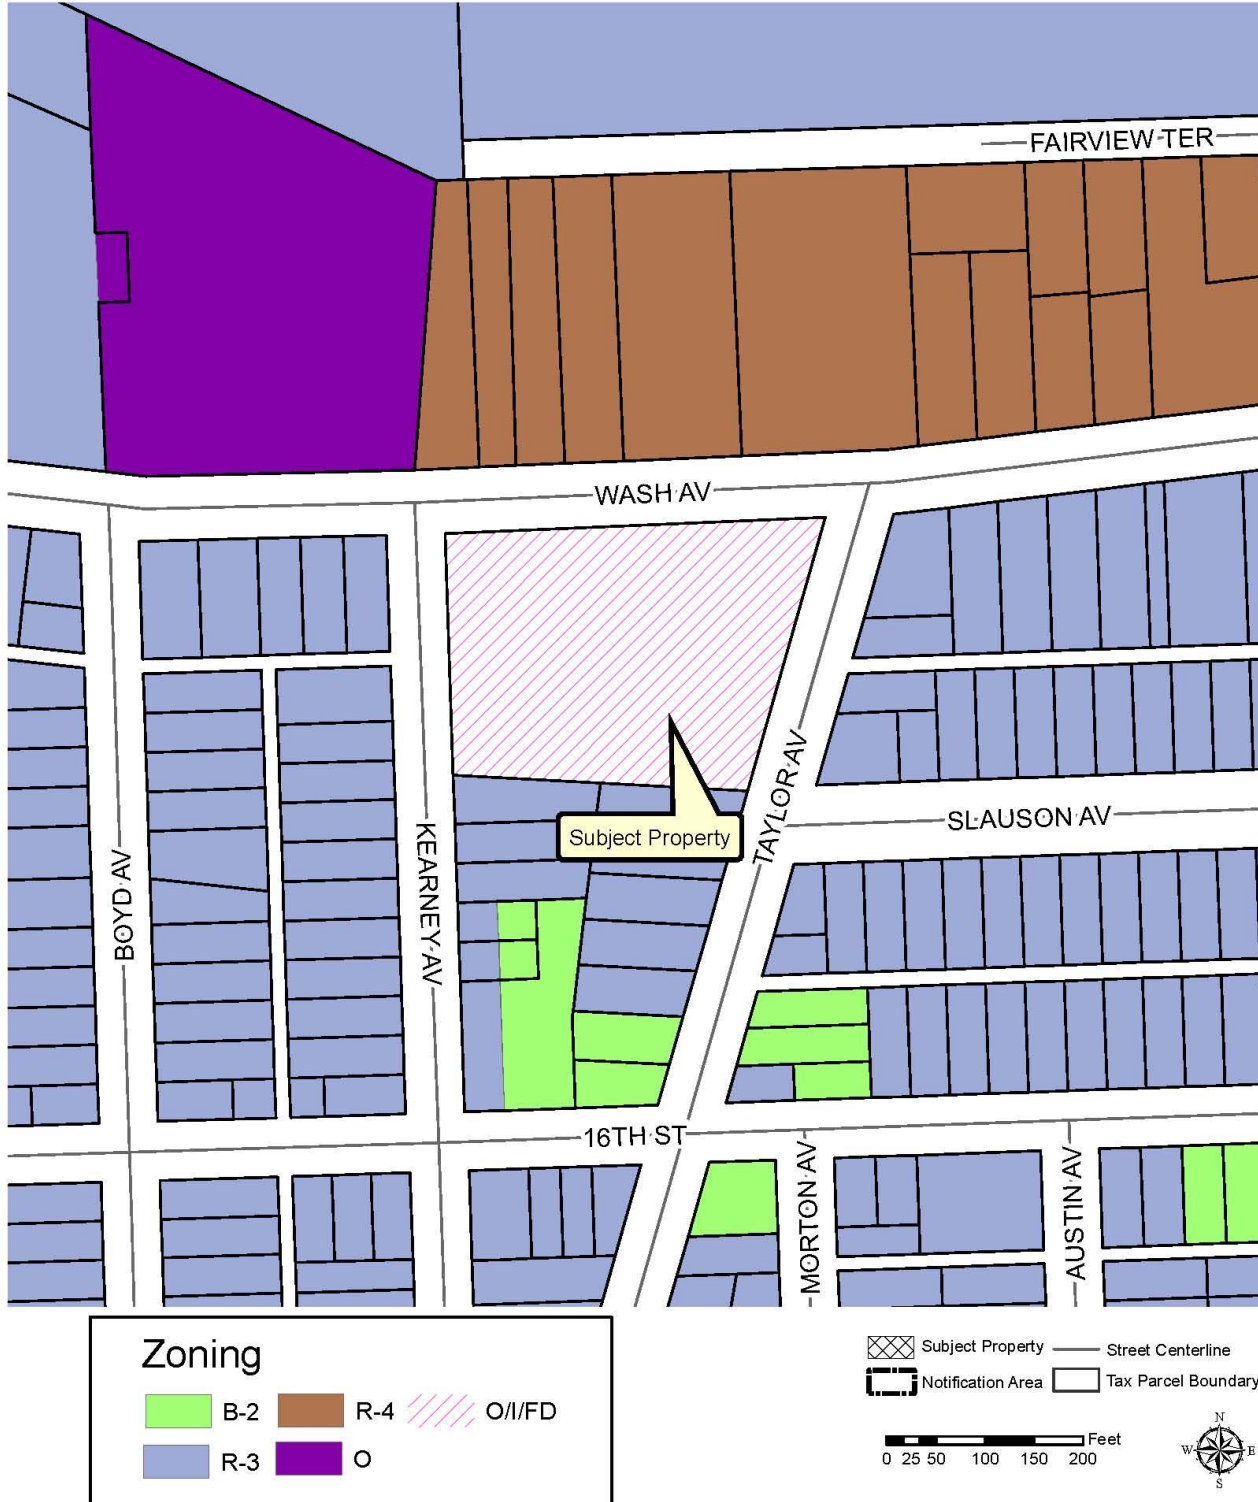 FAIRVIEW TER
WASH AV
TAYLOR AV
SLAUSON AV
Subject Property
KEARNEY AV
BOYD AV
16TH ST
MORTON AV
AUSTIN AV
Zoning
B-2 R-4 O/I/FD
R-3 O
Subject Property Street Centerline
Notification Area Tax Parcel Boundary
Feet
0 25 50 100 150 200
N
W E
S